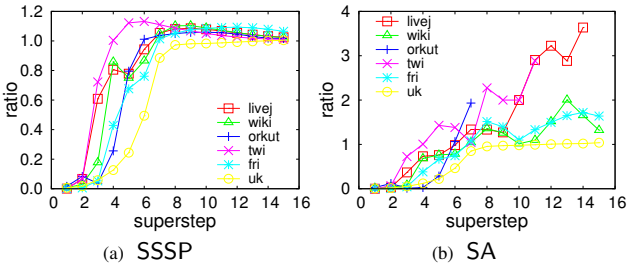 1.2
1.0
0.8
0.6
0.4
0.2
0.0
ratio
0 2 4 6 8 10 12 14 16
superstep
livej
wiki
orkut
twi
fri
uk
(a) SSSP
4
3
2
1
0
ratio
0 2 4 6 8 10 12 14 16
superstep
livej
wiki
orkut
twi
fri
uk
(b) SA